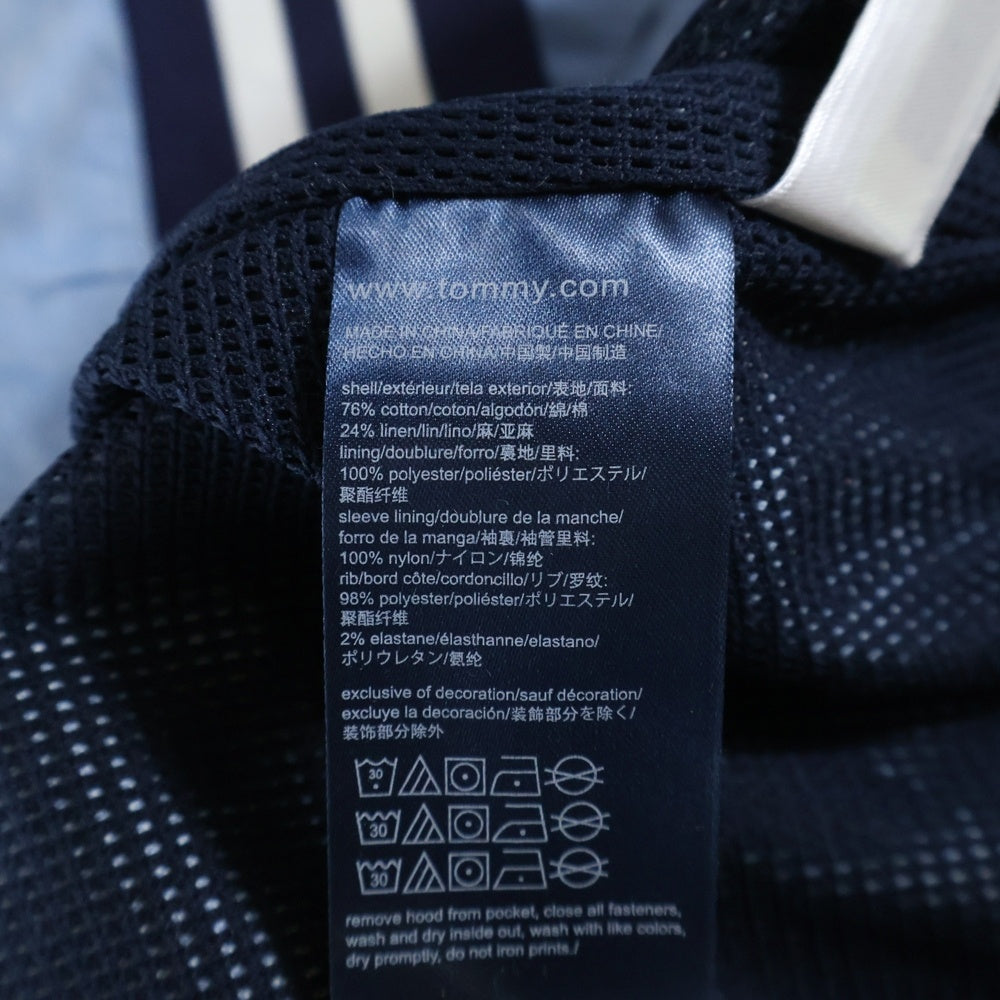 www.tommy.com
MADE IN CHINA/FABRIQUÉ EN CHINE/
HECHO EN CHINA/中国製/中国制造
shell/extérieur/tela exterior/表地/面料:
76% cotton/coton/algodón/綿/棉
24% linen/lin/lino/麻/亚麻
lining/doublure/forro/裏地/里料:
100% polyester/poliéster/ポリエステル/
聚酯纤维
sleeve lining/doublure de la manche/
forro de la manga/袖裏/袖管里料:
100% nylon/ナイロン/锦纶
rib/bord côte/cordoncillo/リブ/罗纹:
98% polyester/poliéster/ポリエステル/
聚酯纤维
2% elastane/élasthanne/elastano/
ポリウレタン/氨纶
exclusive of decoration/sauf décoration/
excluye la decoración/装飾部分を除く/
装饰部分除外
30
30
30
remove hood from pocket, close all fasteners,
wash and dry inside out, wash with like colors,
dry promptly, do not iron prints./